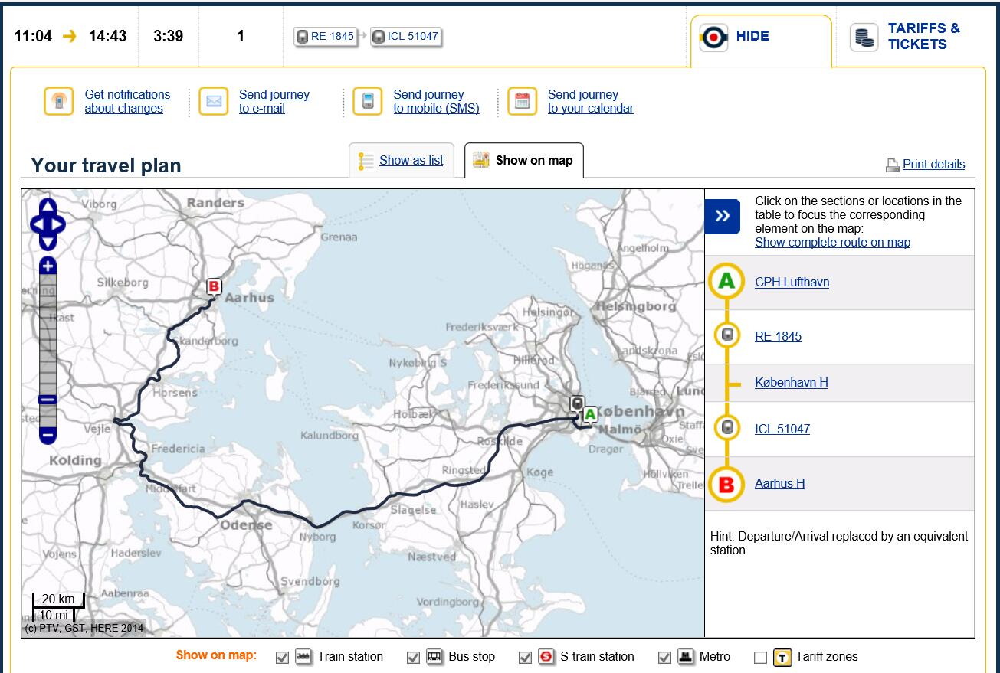 11:04 14:43 3:39 1 RE 1845 ICL 51047 HIDE TARIFFS &
TICKETS
Get notifications
about changes
Send journey
to e-mail
Send journey
to mobile (SMS)
Send journey
to your calendar
Your travel plan
Show as list
Show on map
Print details
Viborg
Randers
Grenaa
Silkeborg
Aarhus
B
Skanderborg
Horsens
Vejle
Fredericia
Kolding
Middelfart
Odense
Nyborg
Vojens
Haderslev
Aabenraa
Svendborg
Ängelholm
Höganäs
Helsingør
Helsingborg
Frederiksværk
Landskrona
Hillerød
Nykøbing S
Frederikssund
Bjärred
Lund
Holbæk
København
A
Malmö
Kalundborg
Roskilde
Dragør
Oxie
Ringsted
Køge
Höllviken
Slagelse
Haslev
Korsør
Næstved
Vordingborg
20 km
10 mi
(c) PTV, GST, HERE 2014
Click on the sections or locations in the
table to focus the corresponding
element on the map:
Show complete route on map
A CPH Lufthavn
RE 1845
København H
ICL 51047
B Aarhus H
Hint: Departure/Arrival replaced by an equivalent
station
Show on map: Train station Bus stop S S-train station M Metro T Tariff zones